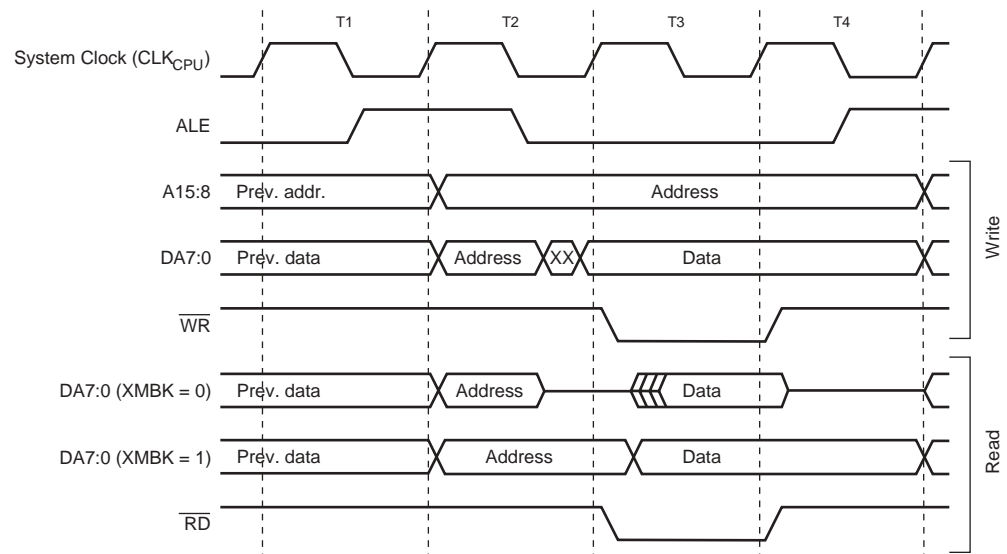 T1 T2 T3 T4
System Clock (CLKCPU)
ALE
A15:8 Prev. addr. Address
DA7:0 Prev. data Address XX Data
WR
Write
DA7:0 (XMBK = 0) Prev. data Address Data
DA7:0 (XMBK = 1) Prev. data Address Data
RD
Read